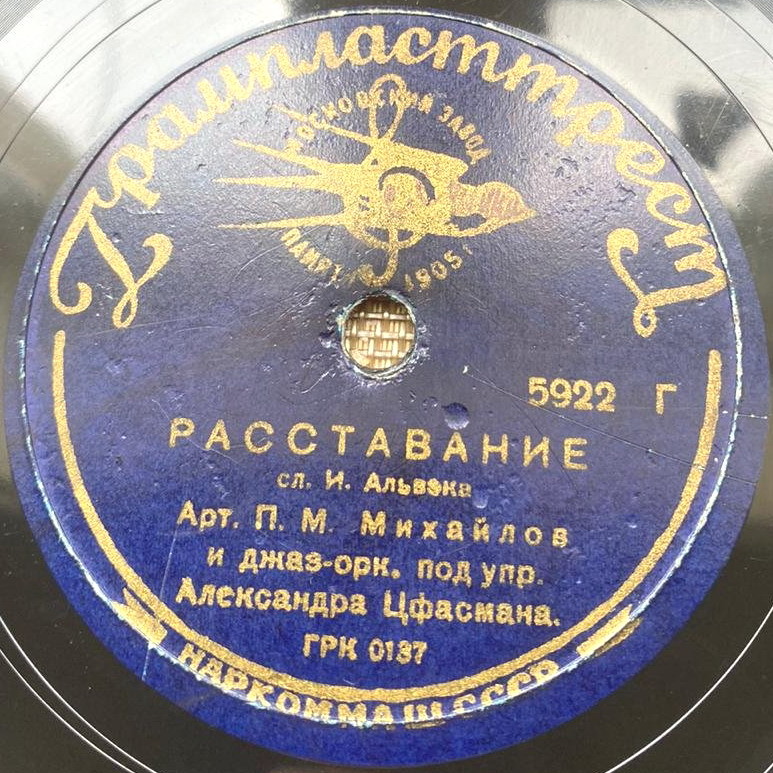 Грампласттрест
МОСКОВСКИЙ ЗАВОД
ПАМЯТИ 1905 г
5922 Г
РАССТАВАНИЕ
сл. И. Альвэка
Арт. П. М. Михайлов
и джаз-орк. под упр.
Александра Цфасмана.
ГРК 0137
НАРКОММАШ СССР